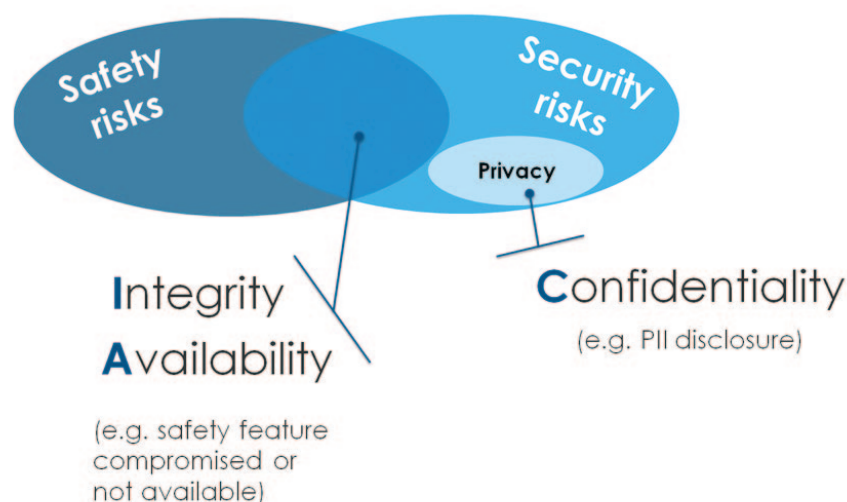 Safety
risks
Security
risks
Privacy
Integrity
Availability
(e.g. safety feature
compromised or
not available)
Confidentiality
(e.g. PII disclosure)